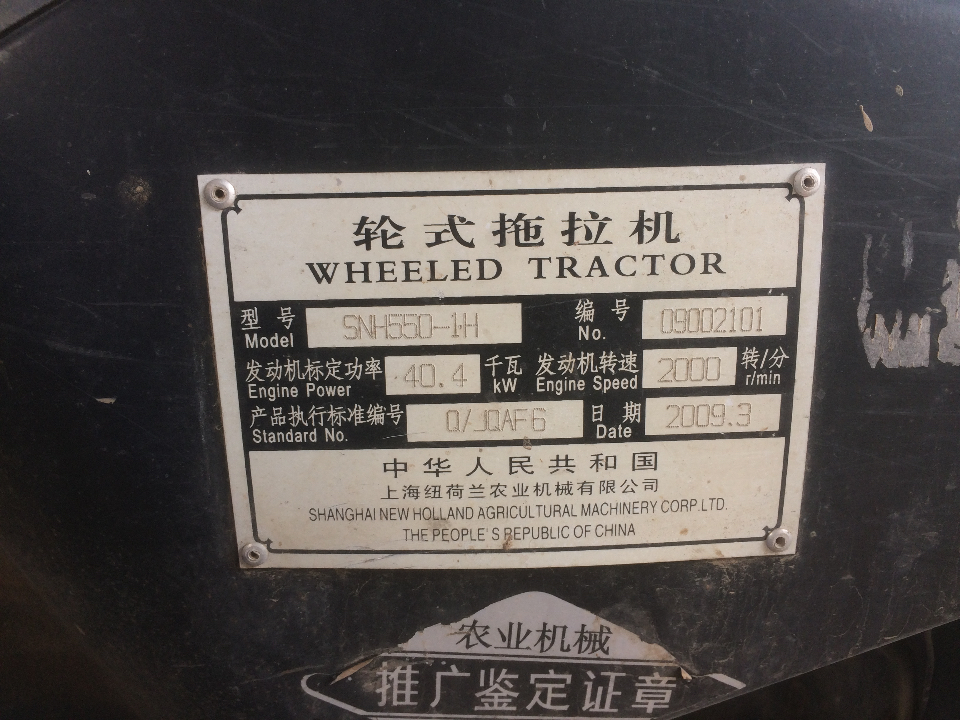 轮式拖拉机
WHEELED TRACTOR
型号 SNH550-1H 编号 09002101
Model No.
发动机标定功率 40.4 千瓦 发动机转速 2000 转/分
Engine Power kW Engine Speed r/min
产品执行标准编号 Q/JQAF6 日期 2009.3
Standard No. Date
中华人民共和国
上海纽荷兰农业机械有限公司
SHANGHAI NEW HOLLAND AGRICULTURAL MACHINERY CORP.LTD.
THE PEOPLE'S REPUBLIC OF CHINA
农业机械
推广鉴定证章